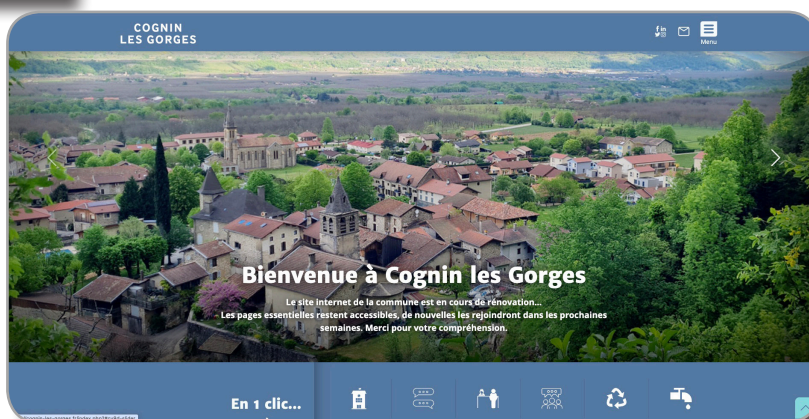 COGNIN
LES GORGES
Menu
Bienvenue à Cognin les Gorges
Le site internet de la commune est en cours de rénovation...
Les pages essentielles restent accessibles, de nouvelles les rejoindront dans les prochaines
semaines. Merci pour votre compréhension.
En 1 clic...